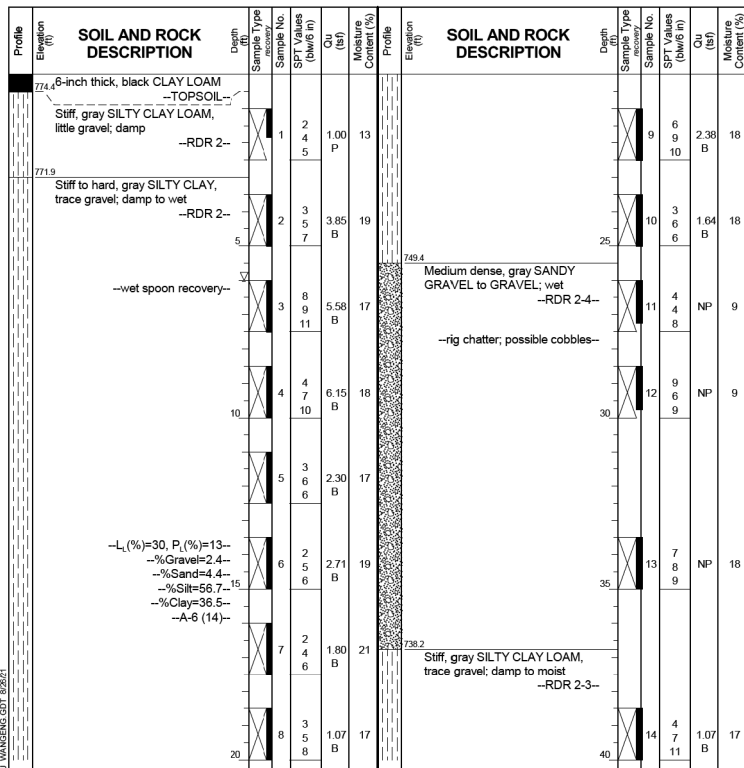 Profile
Elevation (ft)
SOIL AND ROCK DESCRIPTION
Depth (ft)
Sample Type recovery
Sample No.
SPT Values (blw/6 in)
Qu (tsf)
Moisture Content (%)
774.4 6-inch thick, black CLAY LOAM
--TOPSOIL--
Stiff, gray SILTY CLAY LOAM,
little gravel; damp
--RDR 2--
1
2
4
5
1.00
P
13
771.9
Stiff to hard, gray SILTY CLAY,
trace gravel; damp to wet
--RDR 2--
5
2
3
5
7
3.85
B
19
--wet spoon recovery--
3
8
9
11
5.58
B
17
10
4
4
7
10
6.15
B
18
5
3
6
6
2.30
B
17
--LL(%)=30, PL(%)=13--
--%Gravel=2.4--
--%Sand=4.4--
--%Silt=56.7--
15
--%Clay=36.5--
--A-6 (14)--
6
2
5
6
2.71
B
19
7
2
4
6
1.80
B
21
20
8
3
5
8
1.07
B
17
WANGENG.GDT 8/26/21
Profile
Elevation (ft)
SOIL AND ROCK DESCRIPTION
Depth (ft)
Sample Type recovery
Sample No.
SPT Values (blw/6 in)
Qu (tsf)
Moisture Content (%)
9
6
9
10
2.38
B
18
25
10
3
6
6
1.64
B
18
749.4
Medium dense, gray SANDY
GRAVEL to GRAVEL; wet
--RDR 2-4--
11
4
4
8
NP
9
--rig chatter; possible cobbles--
30
12
9
6
9
NP
9
35
13
7
8
9
NP
18
738.2
Stiff, gray SILTY CLAY LOAM,
trace gravel; damp to moist
--RDR 2-3--
40
14
4
7
11
1.07
B
17